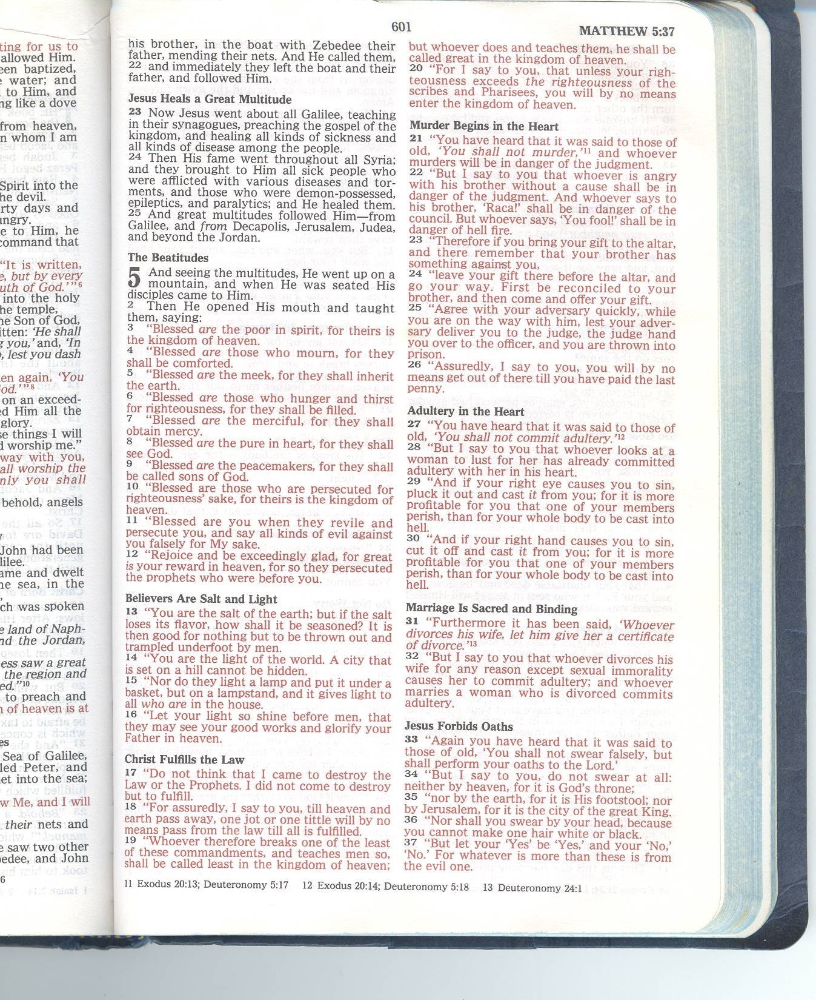 ting for us to
allowed Him.
een baptized,
water; and
to Him, and
ng like a dove
from heaven,
n whom I am
Spirit into the
he devil.
rty days and
ungry.
e to Him, he
command that
“It is written,
e, but by every
uth of God.’”6
into the holy
he temple,
he Son of God,
itten: ‘He shall
g you,’ and, ‘In
, lest you dash
en again, ‘You
od.’”8
on an exceed-
ed Him all the
glory.
se things I will
d worship me.”
way with you,
all worship the
nly you shall
behold, angels
John had been
lilee.
ame and dwelt
he sea, in the
ch was spoken
e land of Naph-
nd the Jordan,
ess saw a great
the region and
ed.”10
to preach and
n of heaven is at
es
Sea of Galilee,
led Peter, and
et into the sea;
w Me, and I will
their nets and
e saw two other
edee, and John
6
601
MATTHEW 5:37
his brother, in the boat with Zebedee their
father, mending their nets. And He called them,
22 and immediately they left the boat and their
father, and followed Him.
Jesus Heals a Great Multitude
23 Now Jesus went about all Galilee, teaching
in their synagogues, preaching the gospel of the
kingdom, and healing all kinds of sickness and
all kinds of disease among the people.
24 Then His fame went throughout all Syria;
and they brought to Him all sick people who
were afflicted with various diseases and tor-
ments, and those who were demon-possessed,
epileptics, and paralytics; and He healed them.
25 And great multitudes followed Him—from
Galilee, and from Decapolis, Jerusalem, Judea,
and beyond the Jordan.
The Beatitudes
5 And seeing the multitudes, He went up on a
mountain, and when He was seated His
disciples came to Him.
2 Then He opened His mouth and taught
them, saying:
3 “Blessed are the poor in spirit, for theirs is
the kingdom of heaven.
4 “Blessed are those who mourn, for they
shall be comforted.
5 “Blessed are the meek, for they shall inherit
the earth.
6 “Blessed are those who hunger and thirst
for righteousness, for they shall be filled.
7 “Blessed are the merciful, for they shall
obtain mercy.
8 “Blessed are the pure in heart, for they shall
see God.
9 “Blessed are the peacemakers, for they shall
be called sons of God.
10 “Blessed are those who are persecuted for
righteousness’ sake, for theirs is the kingdom of
heaven.
11 “Blessed are you when they revile and
persecute you, and say all kinds of evil against
you falsely for My sake.
12 “Rejoice and be exceedingly glad, for great
is your reward in heaven, for so they persecuted
the prophets who were before you.
Believers Are Salt and Light
13 “You are the salt of the earth; but if the salt
loses its flavor, how shall it be seasoned? It is
then good for nothing but to be thrown out and
trampled underfoot by men.
14 “You are the light of the world. A city that
is set on a hill cannot be hidden.
15 “Nor do they light a lamp and put it under a
basket, but on a lampstand, and it gives light to
all who are in the house.
16 “Let your light so shine before men, that
they may see your good works and glorify your
Father in heaven.
Christ Fulfills the Law
17 “Do not think that I came to destroy the
Law or the Prophets. I did not come to destroy
but to fulfill.
18 “For assuredly, I say to you, till heaven and
earth pass away, one jot or one tittle will by no
means pass from the law till all is fulfilled.
19 “Whoever therefore breaks one of the least
of these commandments, and teaches men so,
shall be called least in the kingdom of heaven;
but whoever does and teaches them, he shall be
called great in the kingdom of heaven.
20 “For I say to you, that unless your righ-
teousness exceeds the righteousness of the
scribes and Pharisees, you will by no means
enter the kingdom of heaven.
Murder Begins in the Heart
21 “You have heard that it was said to those of
old, ‘You shall not murder,’11 and whoever
murders will be in danger of the judgment.
22 “But I say to you that whoever is angry
with his brother without a cause shall be in
danger of the judgment. And whoever says to
his brother, ‘Raca!’ shall be in danger of the
council. But whoever says, ‘You fool!’ shall be in
danger of hell fire.
23 “Therefore if you bring your gift to the altar,
and there remember that your brother has
something against you,
24 “leave your gift there before the altar, and
go your way. First be reconciled to your
brother, and then come and offer your gift.
25 “Agree with your adversary quickly, while
you are on the way with him, lest your adver-
sary deliver you to the judge, the judge hand
you over to the officer, and you are thrown into
prison.
26 “Assuredly, I say to you, you will by no
means get out of there till you have paid the last
penny.
Adultery in the Heart
27 “You have heard that it was said to those of
old, ‘You shall not commit adultery.’12
28 “But I say to you that whoever looks at a
woman to lust for her has already committed
adultery with her in his heart.
29 “And if your right eye causes you to sin,
pluck it out and cast it from you; for it is more
profitable for you that one of your members
perish, than for your whole body to be cast into
hell.
30 “And if your right hand causes you to sin,
cut it off and cast it from you; for it is more
profitable for you that one of your members
perish, than for your whole body to be cast into
hell.
Marriage Is Sacred and Binding
31 “Furthermore it has been said, ‘Whoever
divorces his wife, let him give her a certificate
of divorce.’13
32 “But I say to you that whoever divorces his
wife for any reason except sexual immorality
causes her to commit adultery; and whoever
marries a woman who is divorced commits
adultery.
Jesus Forbids Oaths
33 “Again you have heard that it was said to
those of old, ‘You shall not swear falsely, but
shall perform your oaths to the Lord.’
34 “But I say to you, do not swear at all:
neither by heaven, for it is God’s throne;
35 “nor by the earth, for it is His footstool; nor
by Jerusalem, for it is the city of the great King.
36 “Nor shall you swear by your head, because
you cannot make one hair white or black.
37 “But let your ‘Yes’ be ‘Yes,’ and your ‘No,’
‘No.’ For whatever is more than these is from
the evil one.
11 Exodus 20:13; Deuteronomy 5:17 12 Exodus 20:14; Deuteronomy 5:18 13 Deuteronomy 24:1